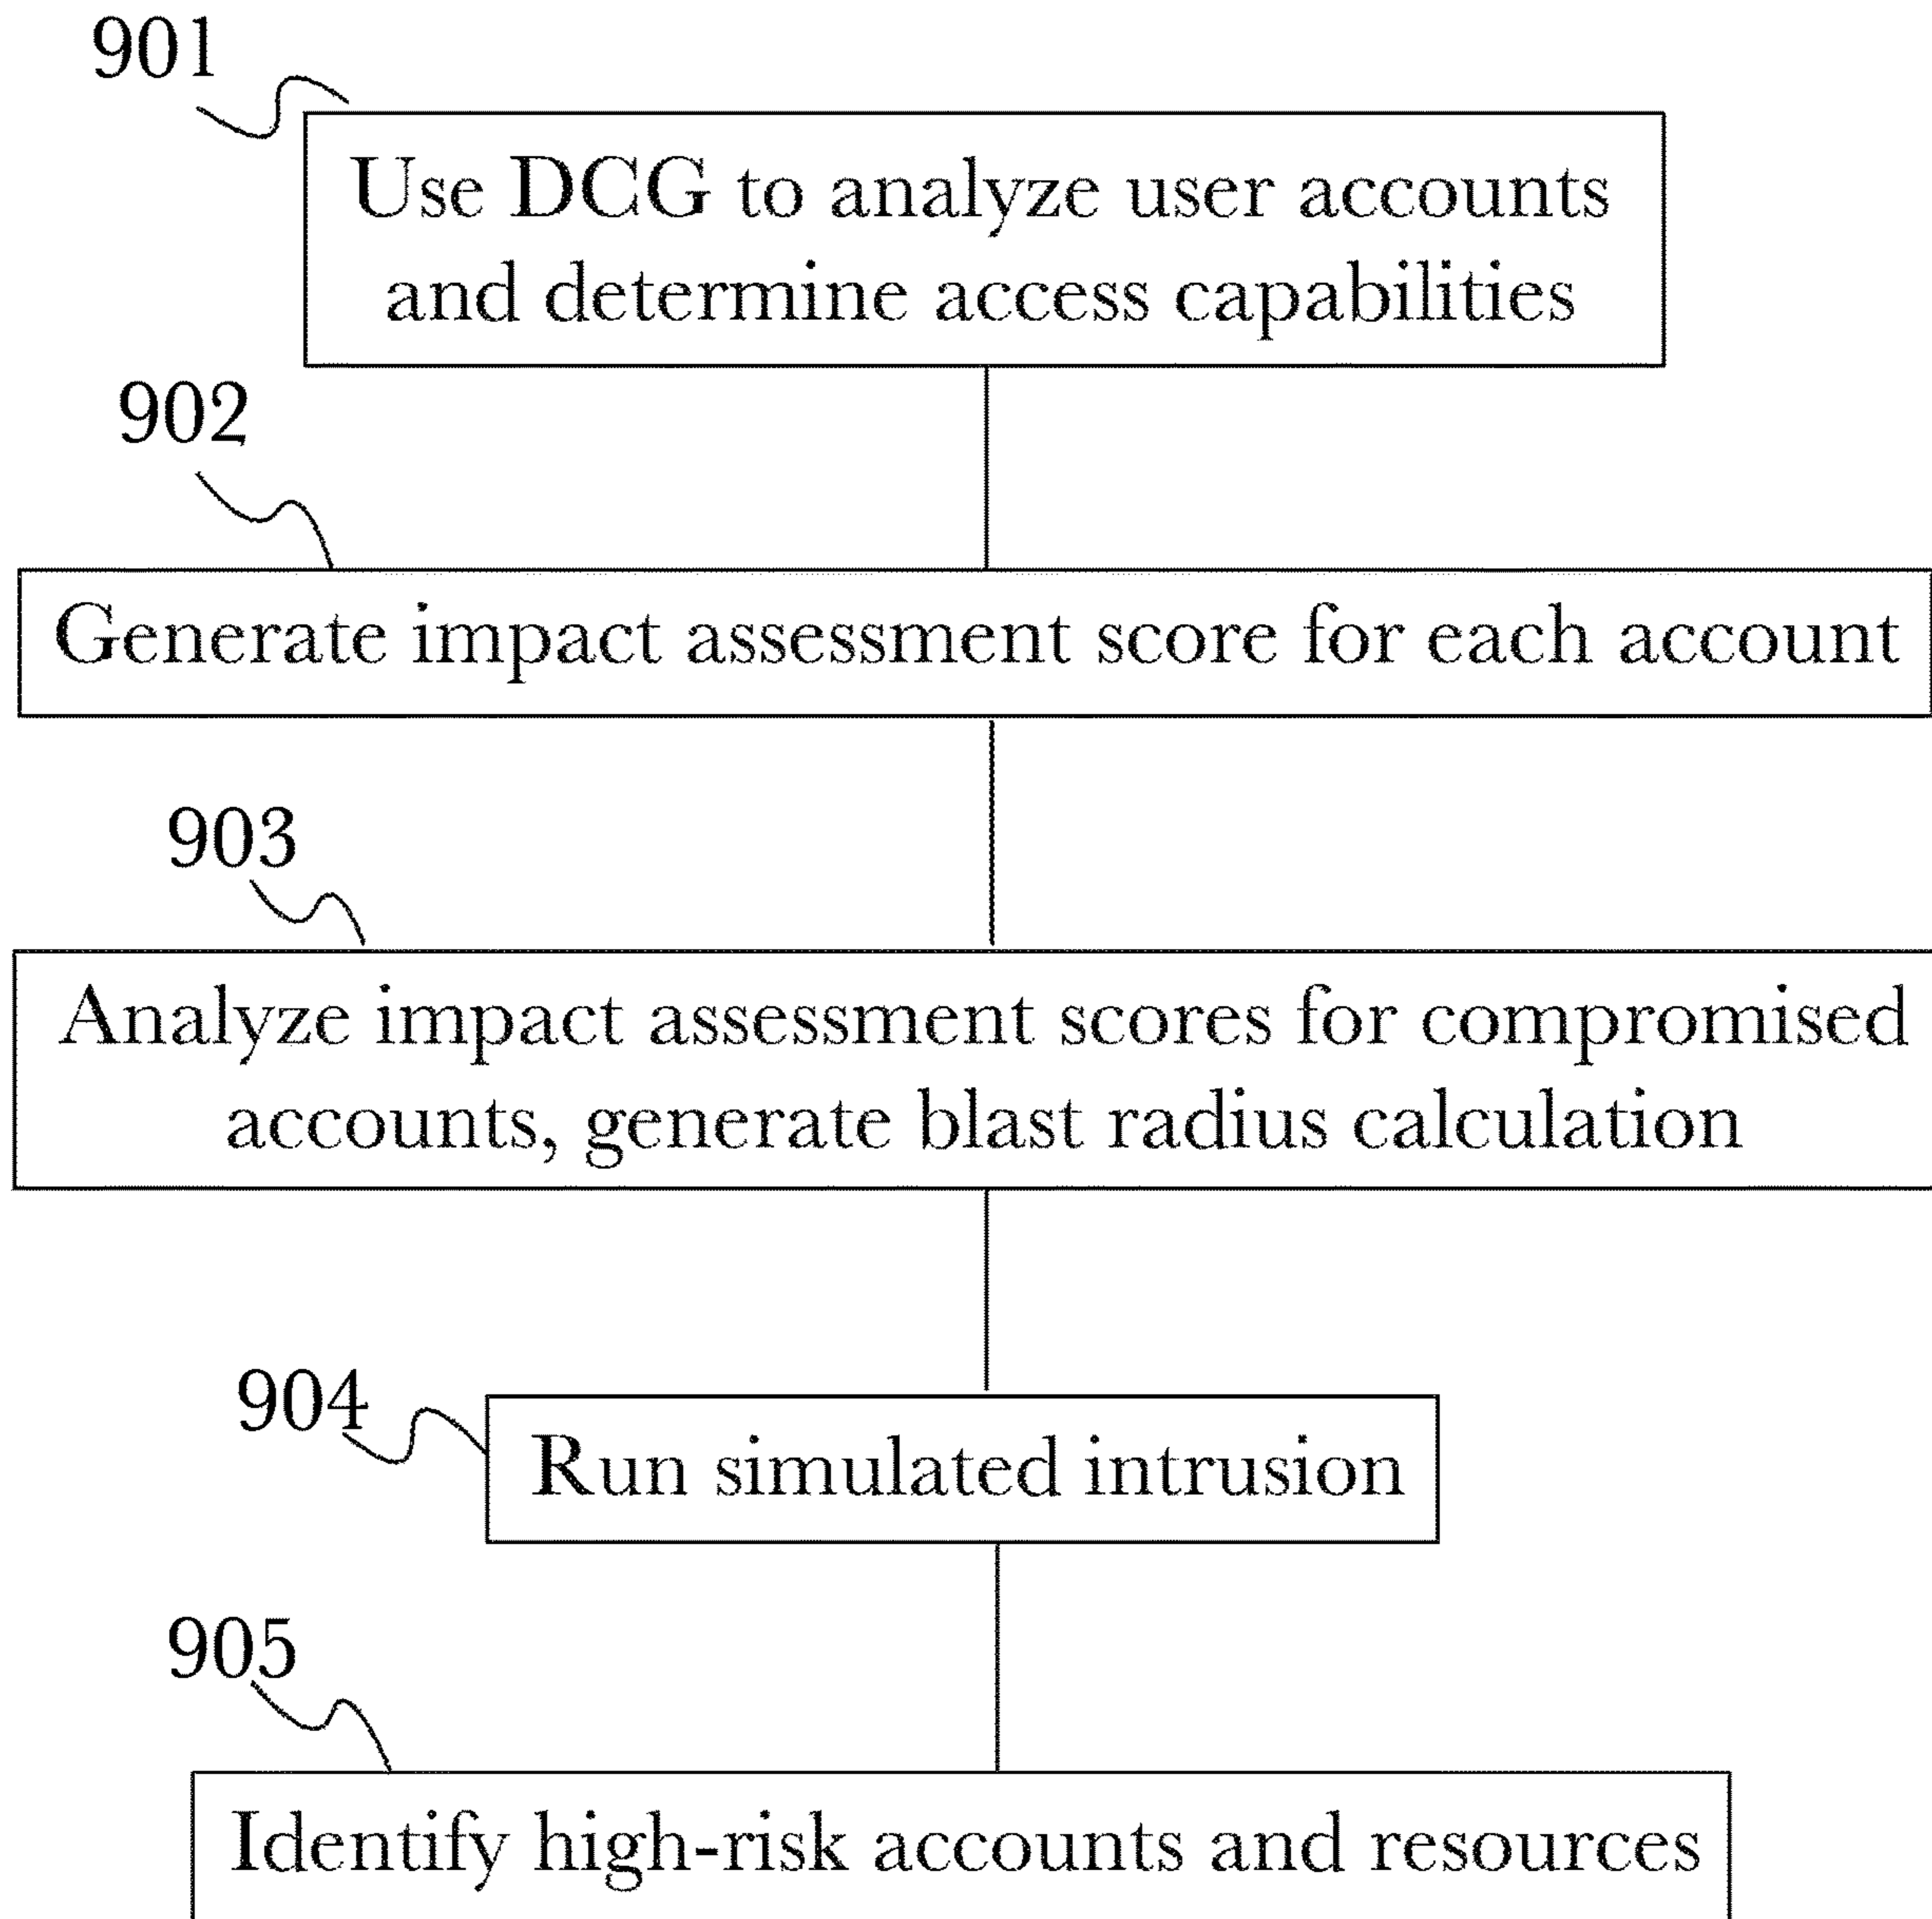 901
Use DCG to analyze user accounts
and determine access capabilities
902
Generate impact assessment score for each account
903
Analyze impact assessment scores for compromised
accounts, generate blast radius calculation
904
Run simulated intrusion
905
Identify high-risk accounts and resources